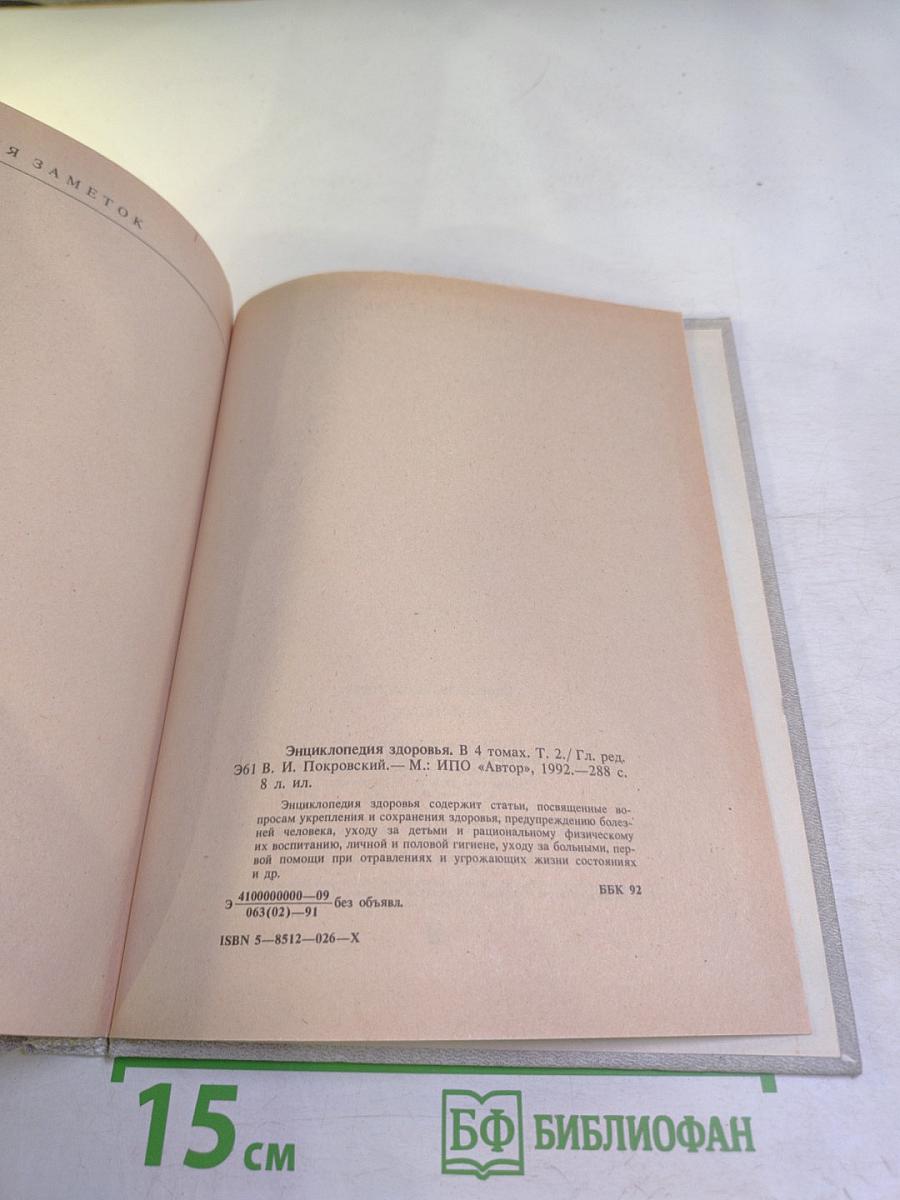 Я ЗАМЕТОК
Энциклопедия здоровья. В 4 томах. Т. 2./ Гл. ред.
Э61 В. И. Покровский.— М.: ИПО «Автор», 1992.—288 с.
8 л. ил.
Энциклопедия здоровья содержит статьи, посвященные во-
просам укрепления и сохранения здоровья, предупреждению болез-
ней человека, уходу за детьми и рациональному физическому
их воспитанию, личной и половой гигиене, уходу за больными, пер-
вой помощи при отравлениях и угрожающих жизни состояниях
и др.
ББК 92
Э 4100000000—09
063(02)—91 без объявл.
ISBN 5—8512—026—X
15 см
БФ БИБЛИОФАН